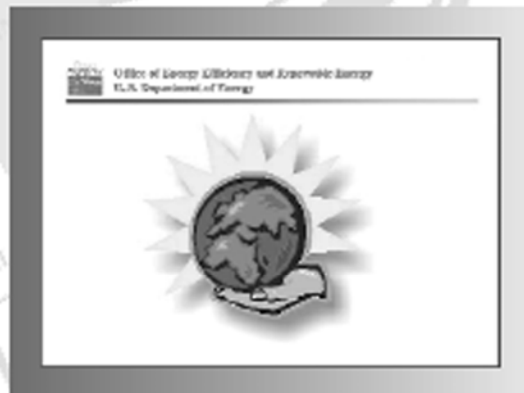 Office of Energy Efficiency and Renewable Energy
U.S. Department of Energy